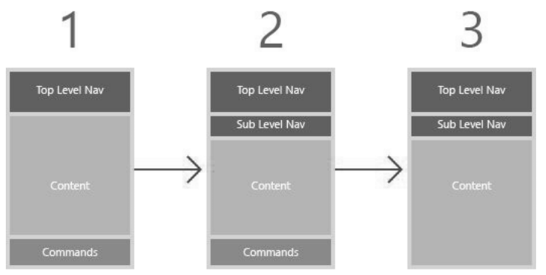 1
2
3
Top Level Nav
Top Level Nav
Top Level Nav
Sub Level Nav
Sub Level Nav
Content
Content
Content
Commands
Commands